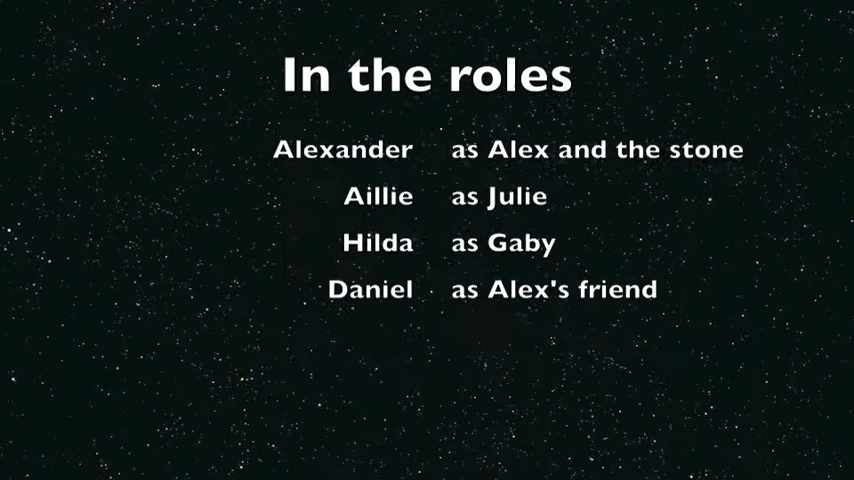 In the roles
Alexander as Alex and the stone
Aillie as Julie
Hilda as Gaby
Daniel as Alex's friend